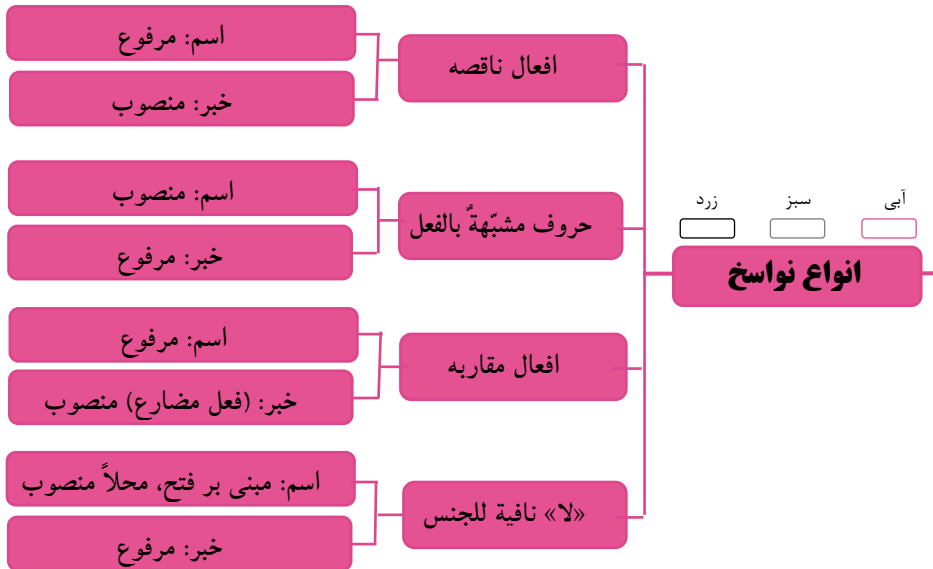 آبی
سبز
زرد
انواع نواسخ
افعال ناقصه
اسم: مرفوع
خبر: منصوب
حروف مشبّهةٌ بالفعل
اسم: منصوب
خبر: مرفوع
افعال مقاربه
اسم: مرفوع
خبر: (فعل مضارع) منصوب
«لا» نافية للجنس
اسم: مبنی بر فتح، محلاً منصوب
خبر: مرفوع